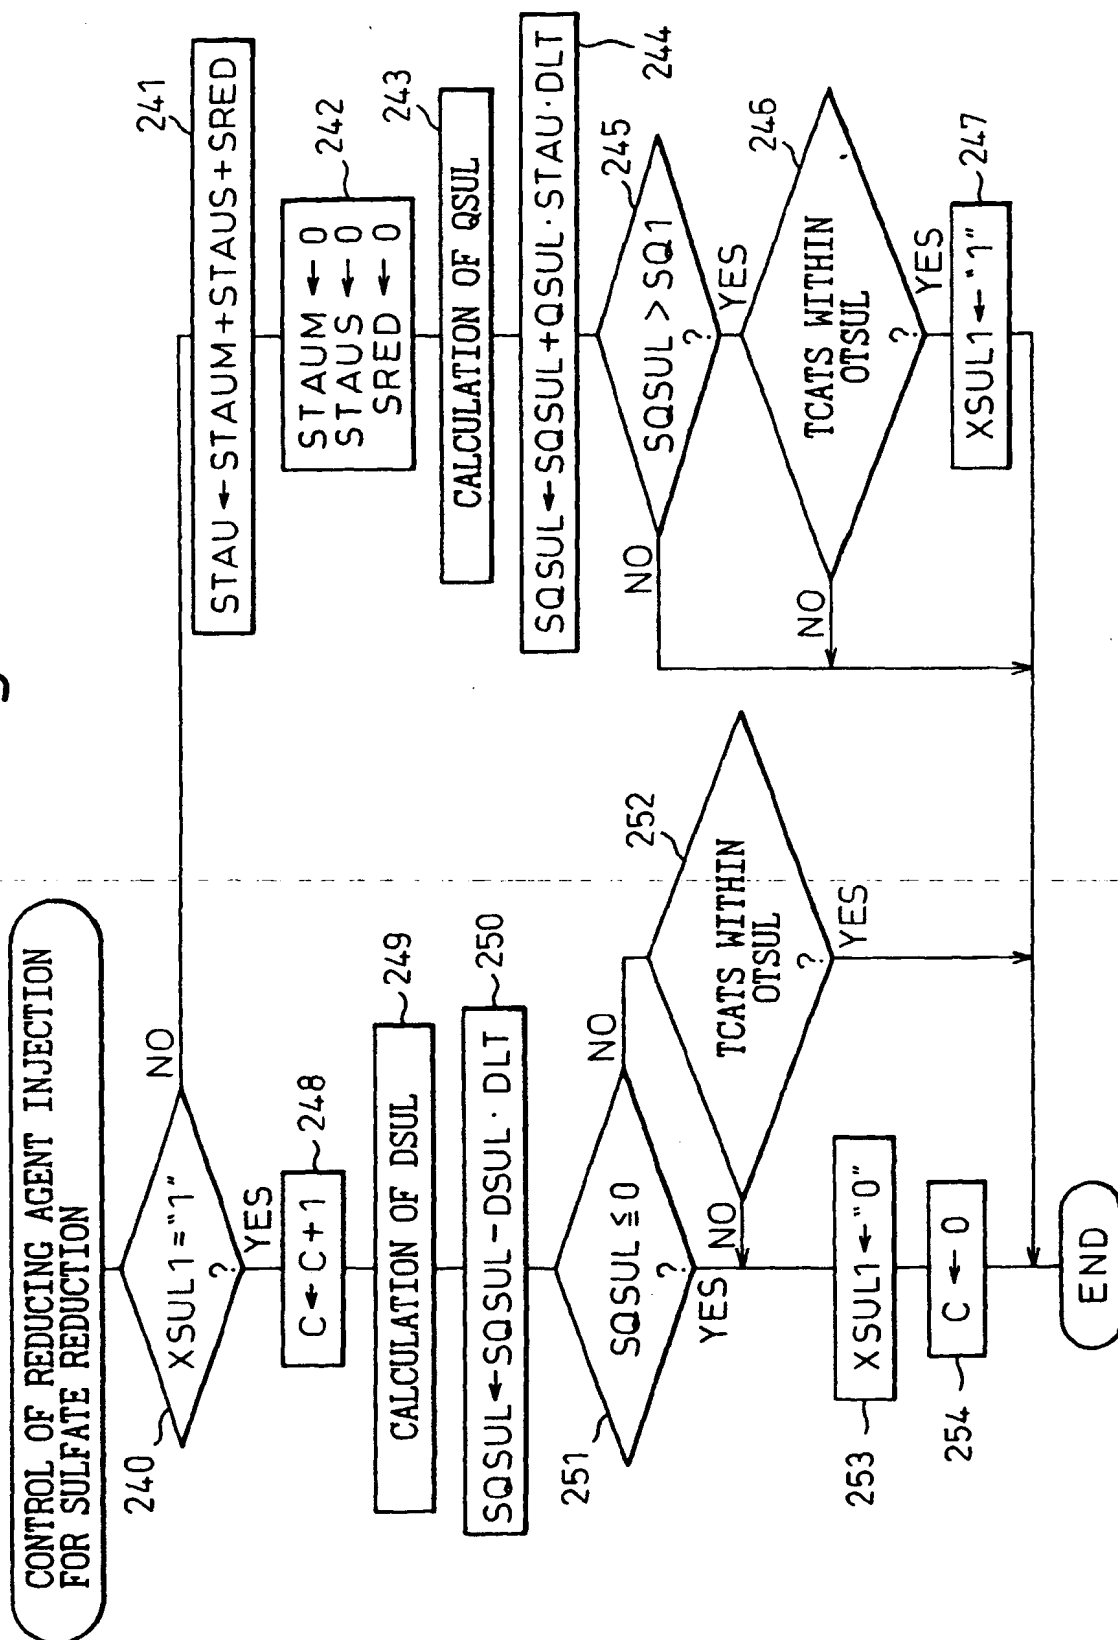 CONTROL OF REDUCING AGENT INJECTION
FOR SULFATE REDUCTION
240
XSUL1="1"
?
NO
YES
248
C←C+1
249
CALCULATION OF DSUL
250
SQSUL←SQSUL-DSUL·DLT
251
SQSUL≦0
?
NO
YES
252
TCATS WITHIN
OTSUL
?
NO
YES
253
XSUL1←"0"
254
C←0
END
241
STAU←STAUM+STAUS+SRED
242
STAUM←0
STAUS←0
SRED←0
243
CALCULATION OF QSUL
244
SQSUL←SQSUL+QSUL·STAU·DLT
245
SQSUL>SQ1
?
NO
YES
246
TCATS WITHIN
OTSUL
?
NO
YES
247
XSUL1←"1"